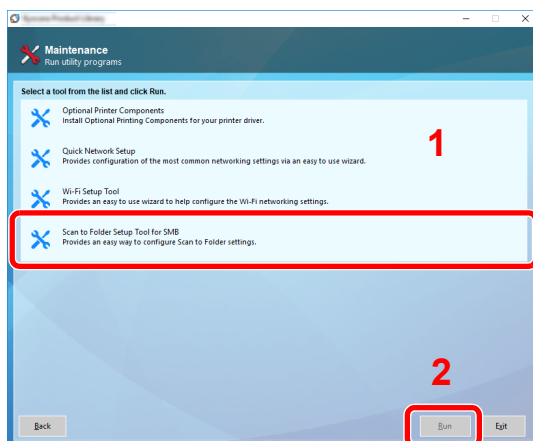 Maintenance
Run utility programs
Select a tool from the list and click Run.
Optional Printer Components
Install Optional Printing Components for your printer driver.
1
Quick Network Setup
Provides configuration of the most common networking settings via an easy to use wizard.
Wi-Fi Setup Tool
Provides an easy to use wizard to help configure the Wi-Fi networking settings.
Scan to Folder Setup Tool for SMB
Provides an easy way to configure Scan to Folder settings.
2
Back
Run
Exit